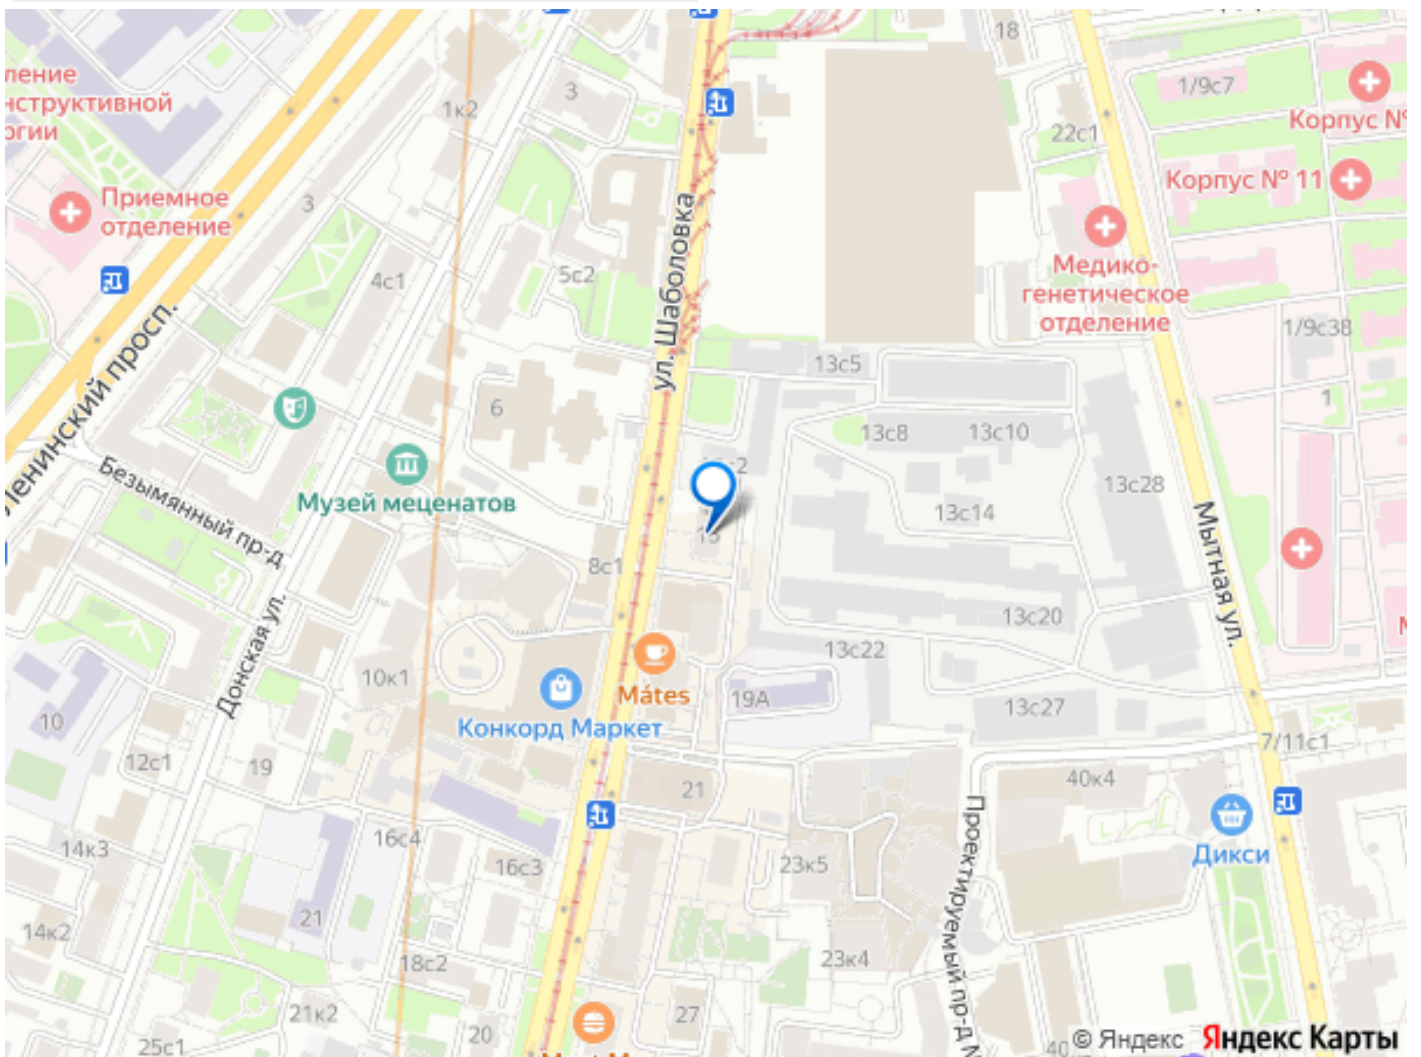 18
1/9с7
ление
нструктивной
ргии
1к2
3
Корпус №
22с1
Корпус № 11
Приемное
отделение
3
ул. Шаболовка
Медико-
генетическое
отделение
4с1
5с2
1/9с38
Ленинский просп.
13с5
6
1
13с8
13с10
Безымянный пр-д
Музей меценатов
13с28
13с14
Мытная ул.
8с1
Донская ул.
13с20
13с22
10к1
Mátes
19А
13с27
10
Конкорд Маркет
7/11с1
12с1
19
21
40к4
Проектируемый пр-д №
14к3
16с4
16с3
23к5
Дикси
21
14к2
18с2
23к4
21к2
20
27
25с1
© Яндекс
Яндекс Карты